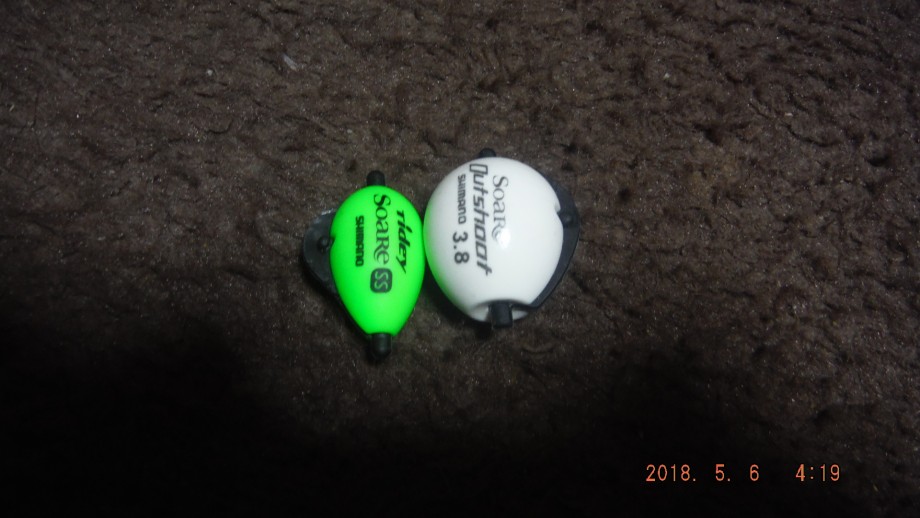 Tidey
Soare SS
SHIMANO
Soare
Outshoot
SHIMANO 3.8
2018. 5. 6 4:19